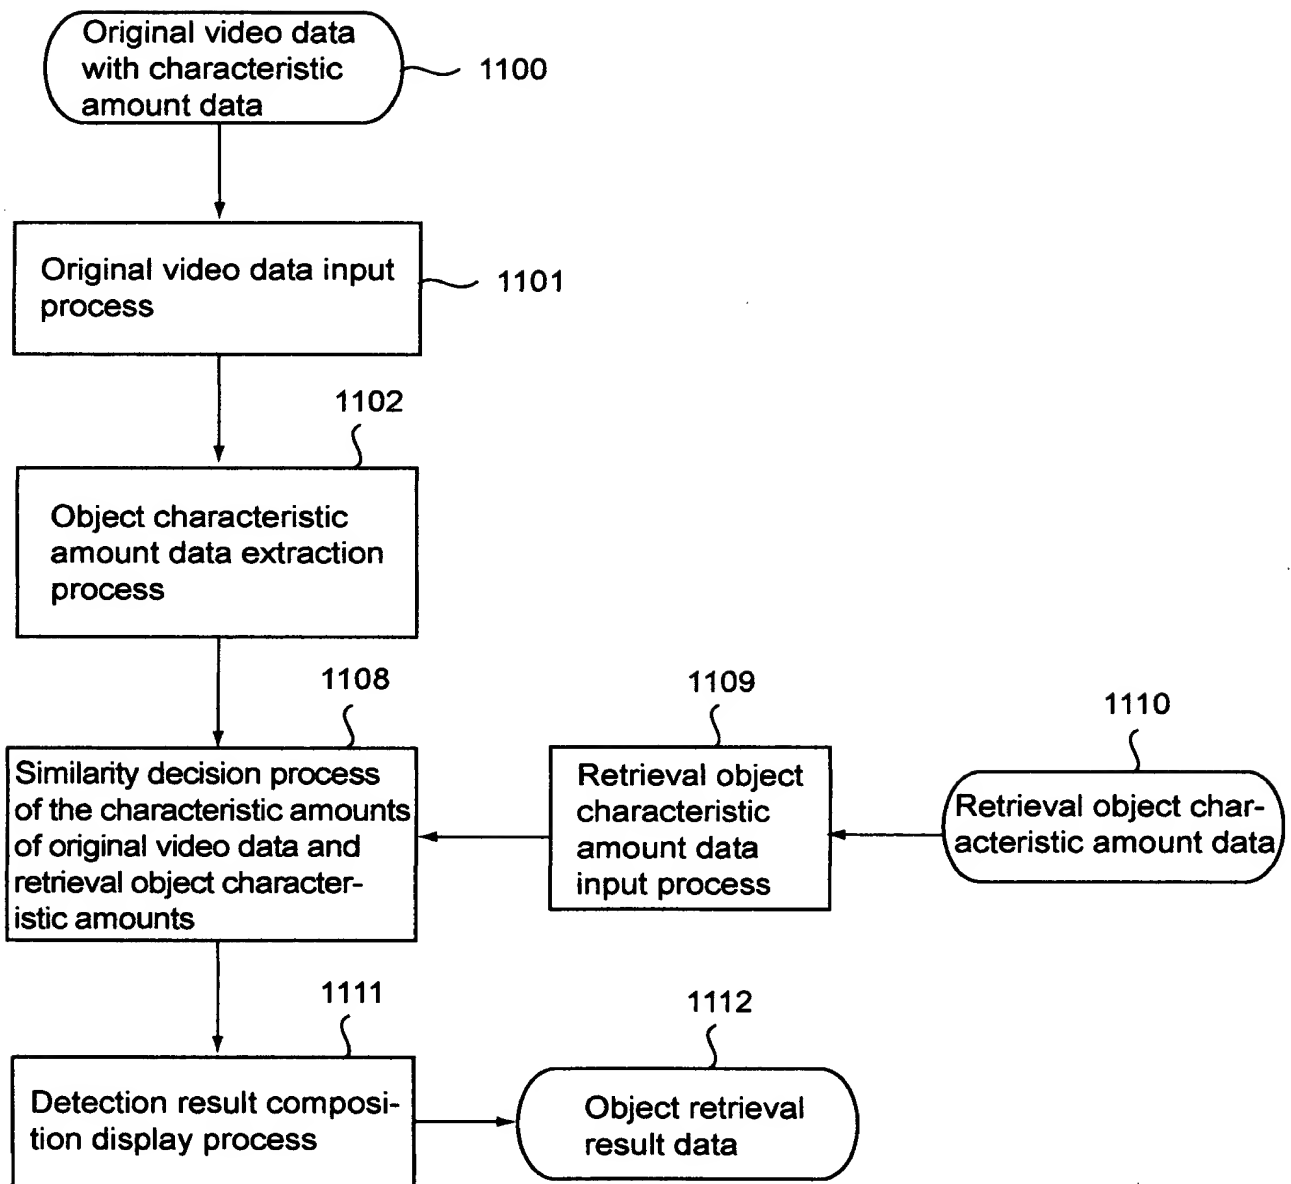 Original video data
with characteristic
amount data
1100
Original video data input
process
1101
1102
Object characteristic
amount data extraction
process
1108
1109
1110
Similarity decision process
of the characteristic amounts
of original video data and
retrieval object character-
istic amounts
Retrieval object
characteristic
amount data
input process
Retrieval object char-
acteristic amount data
1111
1112
Detection result composi-
tion display process
Object retrieval
result data